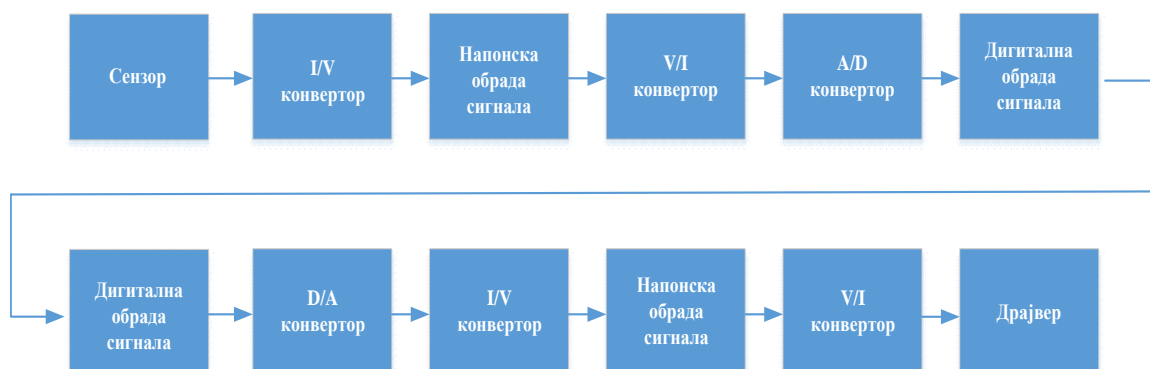 Сензор
I/V
конвертор
Напонска
обрада
сигнала
V/I
конвертор
A/D
конвертор
Дигитална
обрада
сигнала
Дигитална
обрада
сигнала
D/A
конвертор
I/V
конвертор
Напонска
обрада
сигнала
V/I
конвертор
Драјвер